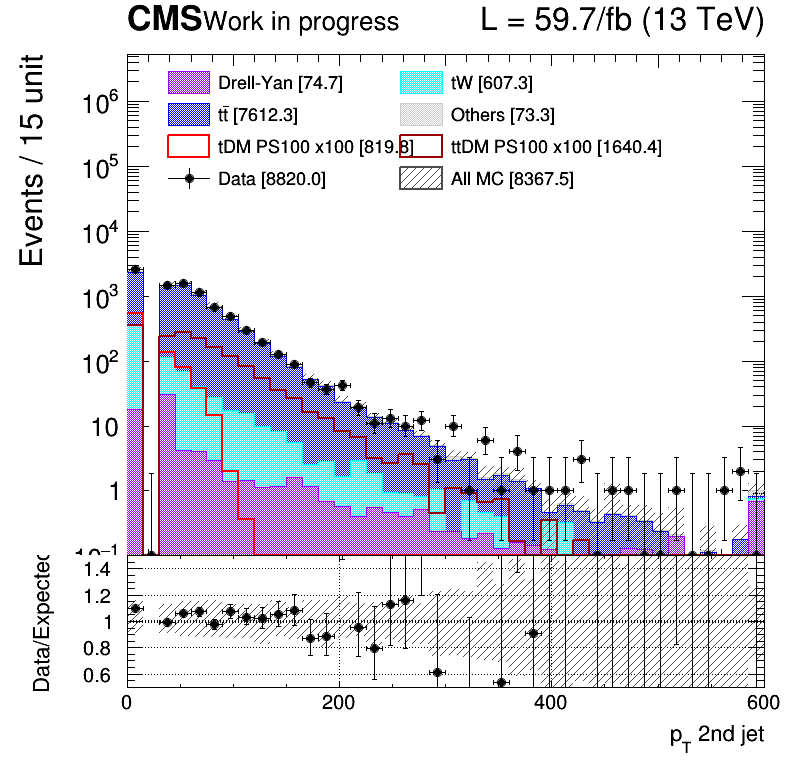 CMS Work in progress L = 59.7/fb (13 TeV)
Events / 15 unit
Drell-Yan [74.7] tW [607.3]
tt̄ [7612.3] Others [73.3]
tDM PS100 x100 [819.8] ttDM PS100 x100 [1640.4]
Data [8820.0] All MC [8367.5]
10⁶
10⁵
10⁴
10³
10²
10
1
10⁻¹
Data/Expected
1.4
1.2
1
0.8
0.6
0 200 400 600
p_T 2nd jet